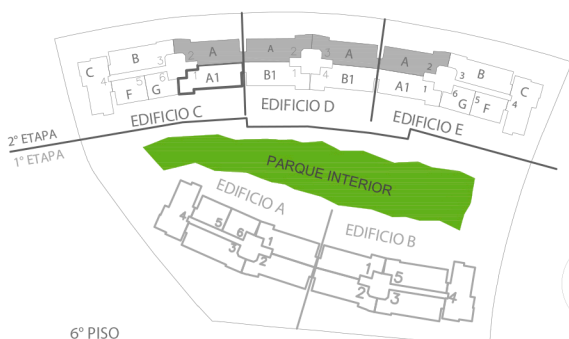 C B 3 2 A
4 5 6 1
F G A1
A 2 3 A
B1 1 4 B1
A 2 3 B C
A1 1 6 G 5 F 4
EDIFICIO C
EDIFICIO D
EDIFICIO E
2° ETAPA
1° ETAPA
PARQUE INTERIOR
EDIFICIO A
EDIFICIO B
4 5 6 1
3 2
1 5
2 3 4
6° PISO